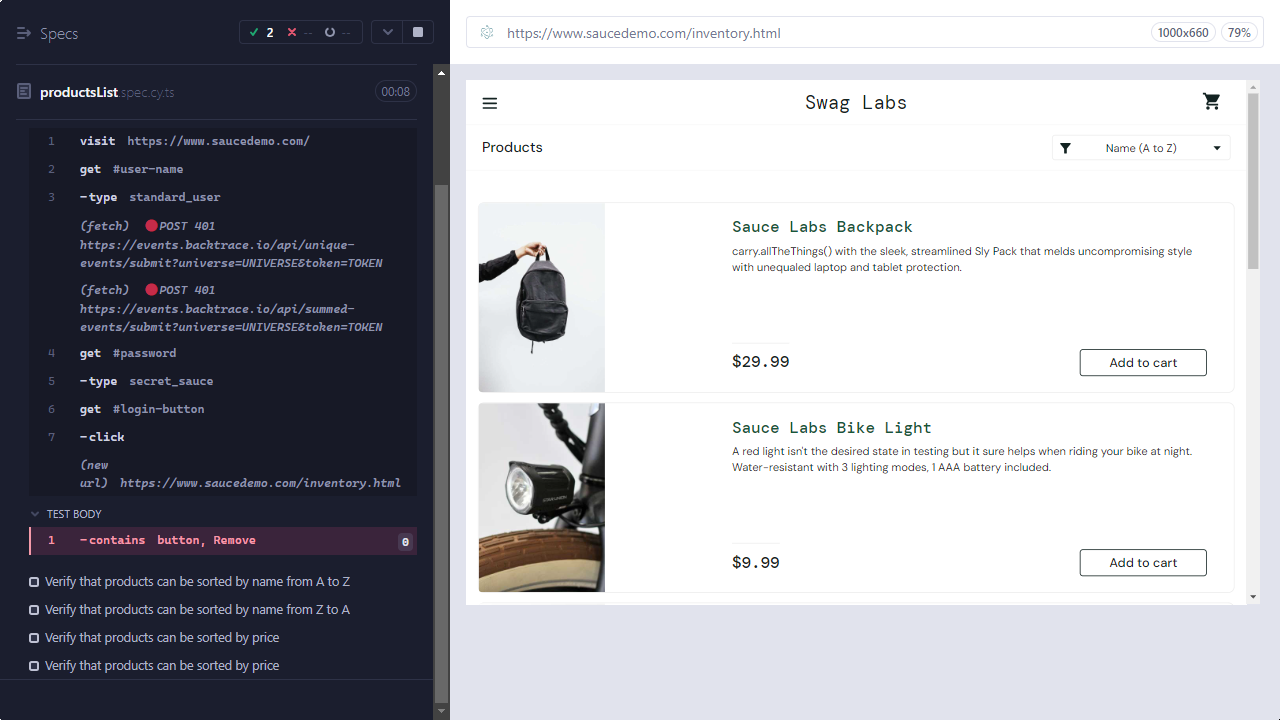 Specs
2
--
--
productsList.spec.cy.ts
00:08
1 visit https://www.saucedemo.com/
2 get #user-name
3 -type standard_user
(fetch) POST 401
https://events.backtrace.io/api/unique-
events/submit?universe=UNIVERSE&token=TOKEN
(fetch) POST 401
https://events.backtrace.io/api/summed-
events/submit?universe=UNIVERSE&token=TOKEN
4 get #password
5 -type secret_sauce
6 get #login-button
7 -click
(new
url) https://www.saucedemo.com/inventory.html
TEST BODY
1 -contains button, Remove 0
Verify that products can be sorted by name from A to Z
Verify that products can be sorted by name from Z to A
Verify that products can be sorted by price
Verify that products can be sorted by price
https://www.saucedemo.com/inventory.html
1000x660
79%
Swag Labs
Products
Name (A to Z)
Sauce Labs Backpack
carry.allTheThings() with the sleek, streamlined Sly Pack that melds uncompromising style
with unequaled laptop and tablet protection.
$29.99
Add to cart
Sauce Labs Bike Light
A red light isn't the desired state in testing but it sure helps when riding your bike at night.
Water-resistant with 3 lighting modes, 1 AAA battery included.
$9.99
Add to cart